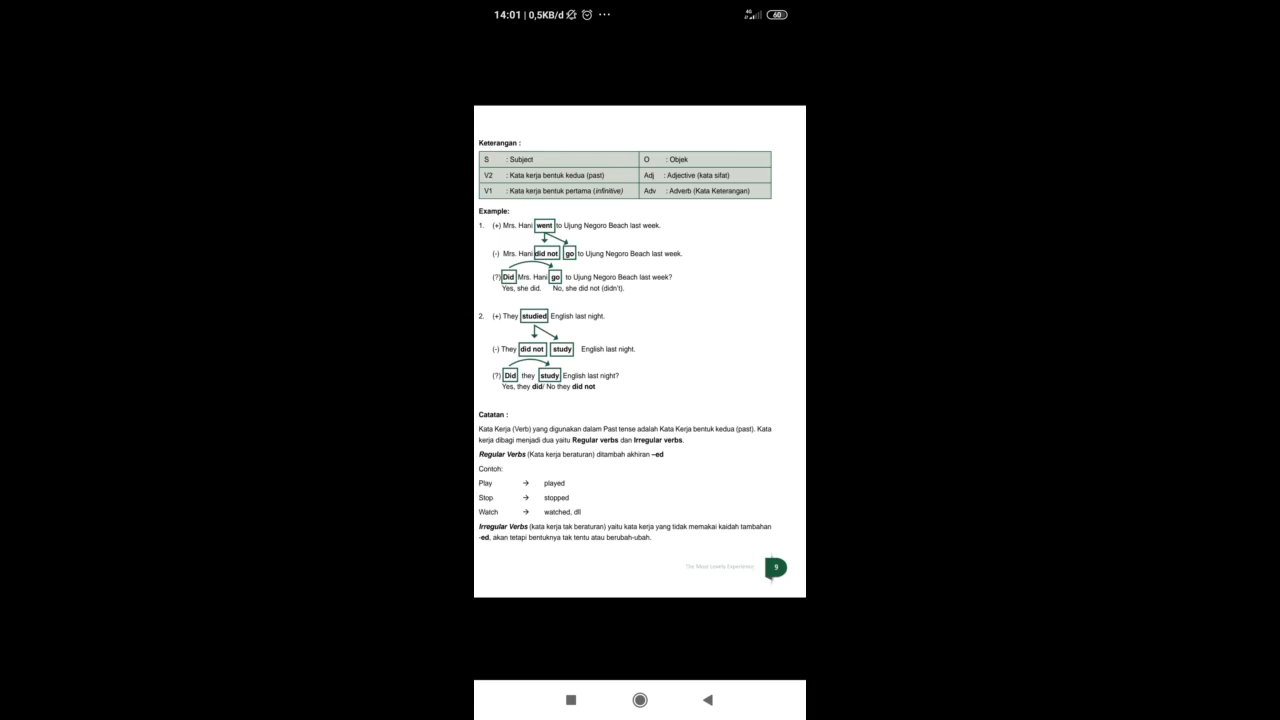 14:01 | 0,5KB/d ...
4G 60
Keterangan :
S : Subject O : Objek
V2 : Kata kerja bentuk kedua (past) Adj : Adjective (kata sifat)
V1 : Kata kerja bentuk pertama (infinitive) Adv : Adverb (Kata Keterangan)
Example:
1. (+) Mrs. Hani went to Ujung Negoro Beach last week.
(-) Mrs. Hani did not go to Ujung Negoro Beach last week.
(?) Did Mrs. Hani go to Ujung Negoro Beach last week?
Yes, she did. No, she did not (didn't).
2. (+) They studied English last night.
(-) They did not study English last night.
(?) Did they study English last night?
Yes, they did/ No they did not
Catatan :
Kata Kerja (Verb) yang digunakan dalam Past tense adalah Kata Kerja bentuk kedua (past). Kata
kerja dibagi menjadi dua yaitu Regular verbs dan Irregular verbs.
Regular Verbs (Kata kerja beraturan) ditambah akhiran –ed
Contoh:
Play → played
Stop → stopped
Watch → watched, dll
Irregular Verbs (kata kerja tak beraturan) yaitu kata kerja yang tidak memakai kaidah tambahan
-ed, akan tetapi bentuknya tak tentu atau berubah-ubah.
The Most Lovely Experience 9